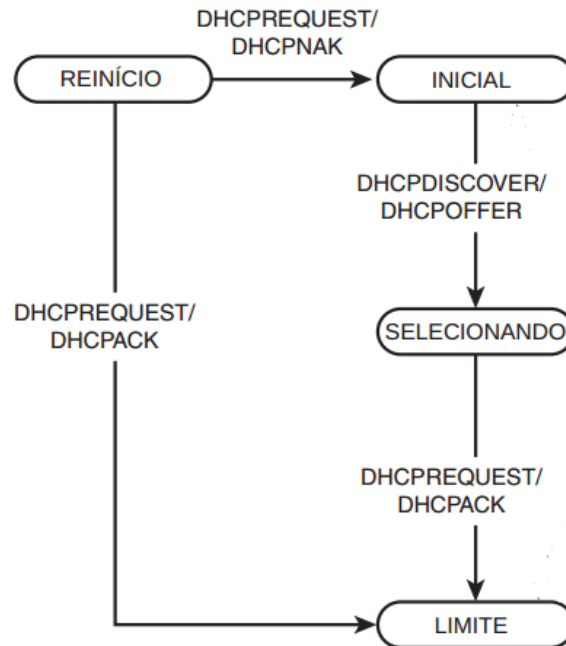 DHCPREQUEST/
DHCPNAK
REINÍCIO
INICIAL
DHCPDISCOVER/
DHCPOFFER
DHCPREQUEST/
DHCPACK
SELECIONANDO
DHCPREQUEST/
DHCPACK
LIMITE